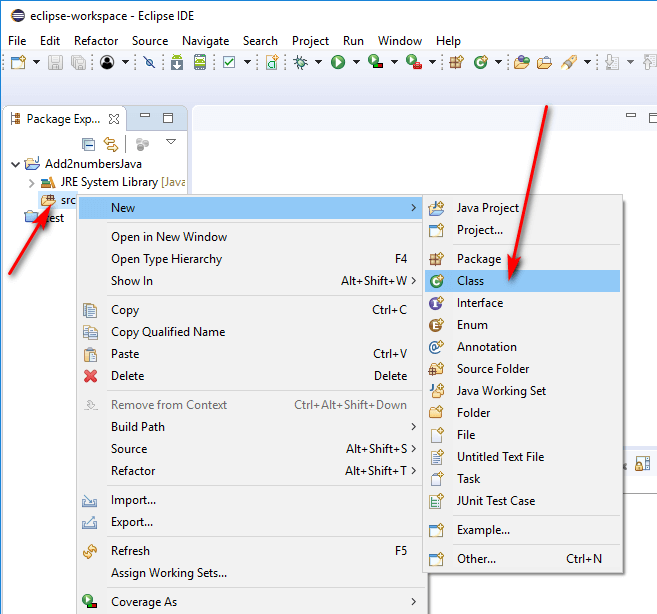 eclipse-workspace - Eclipse IDE
File Edit Refactor Source Navigate Search Project Run Window Help
Package Exp...
Add2numbersJava
JRE System Library [Java
src
New
Open in New Window
Open Type Hierarchy F4
Show In Alt+Shift+W
Copy Ctrl+C
Copy Qualified Name
Paste Ctrl+V
Delete Delete
Remove from Context Ctrl+Alt+Shift+Down
Build Path
Source Alt+Shift+S
Refactor Alt+Shift+T
Import...
Export...
Refresh F5
Assign Working Sets...
Coverage As
Java Project
Project...
Package
Class
Interface
Enum
Annotation
Source Folder
Java Working Set
Folder
File
Untitled Text File
Task
JUnit Test Case
Example...
Other... Ctrl+N